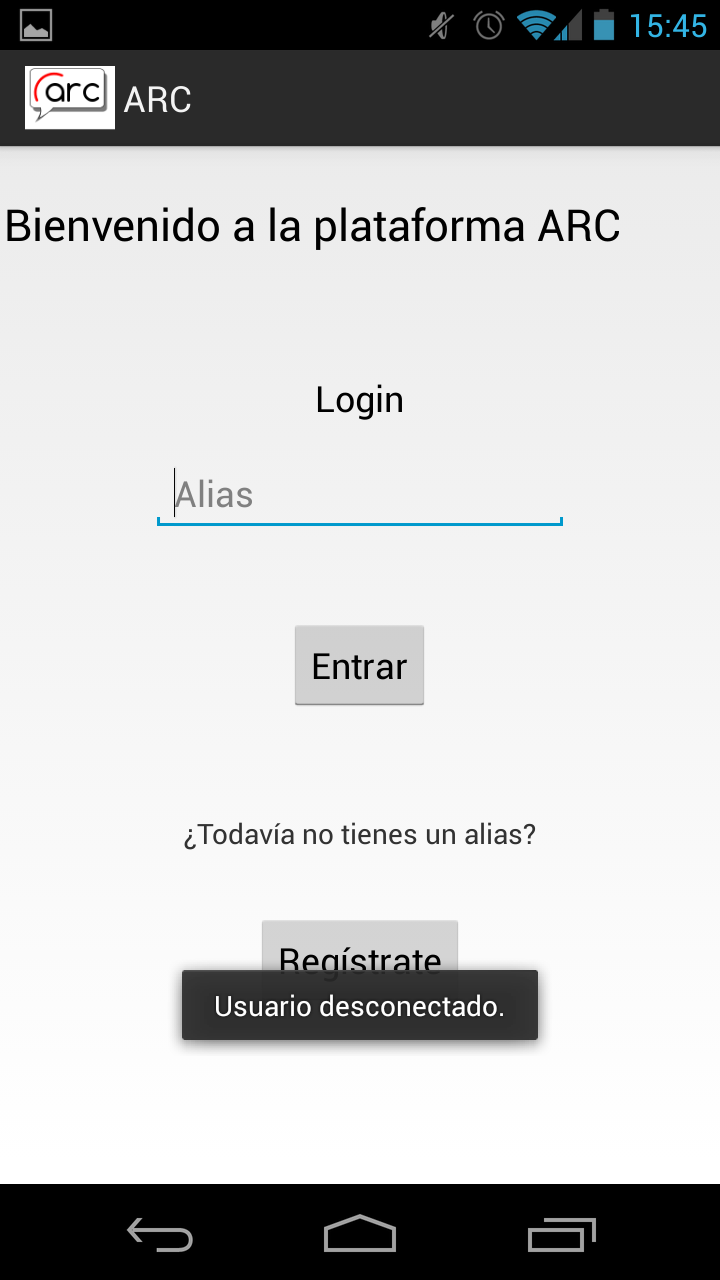 15:45
arc ARC
Bienvenido a la plataforma ARC
Login
Alias
Entrar
¿Todavía no tienes un alias?
Regístrate
Usuario desconectado.